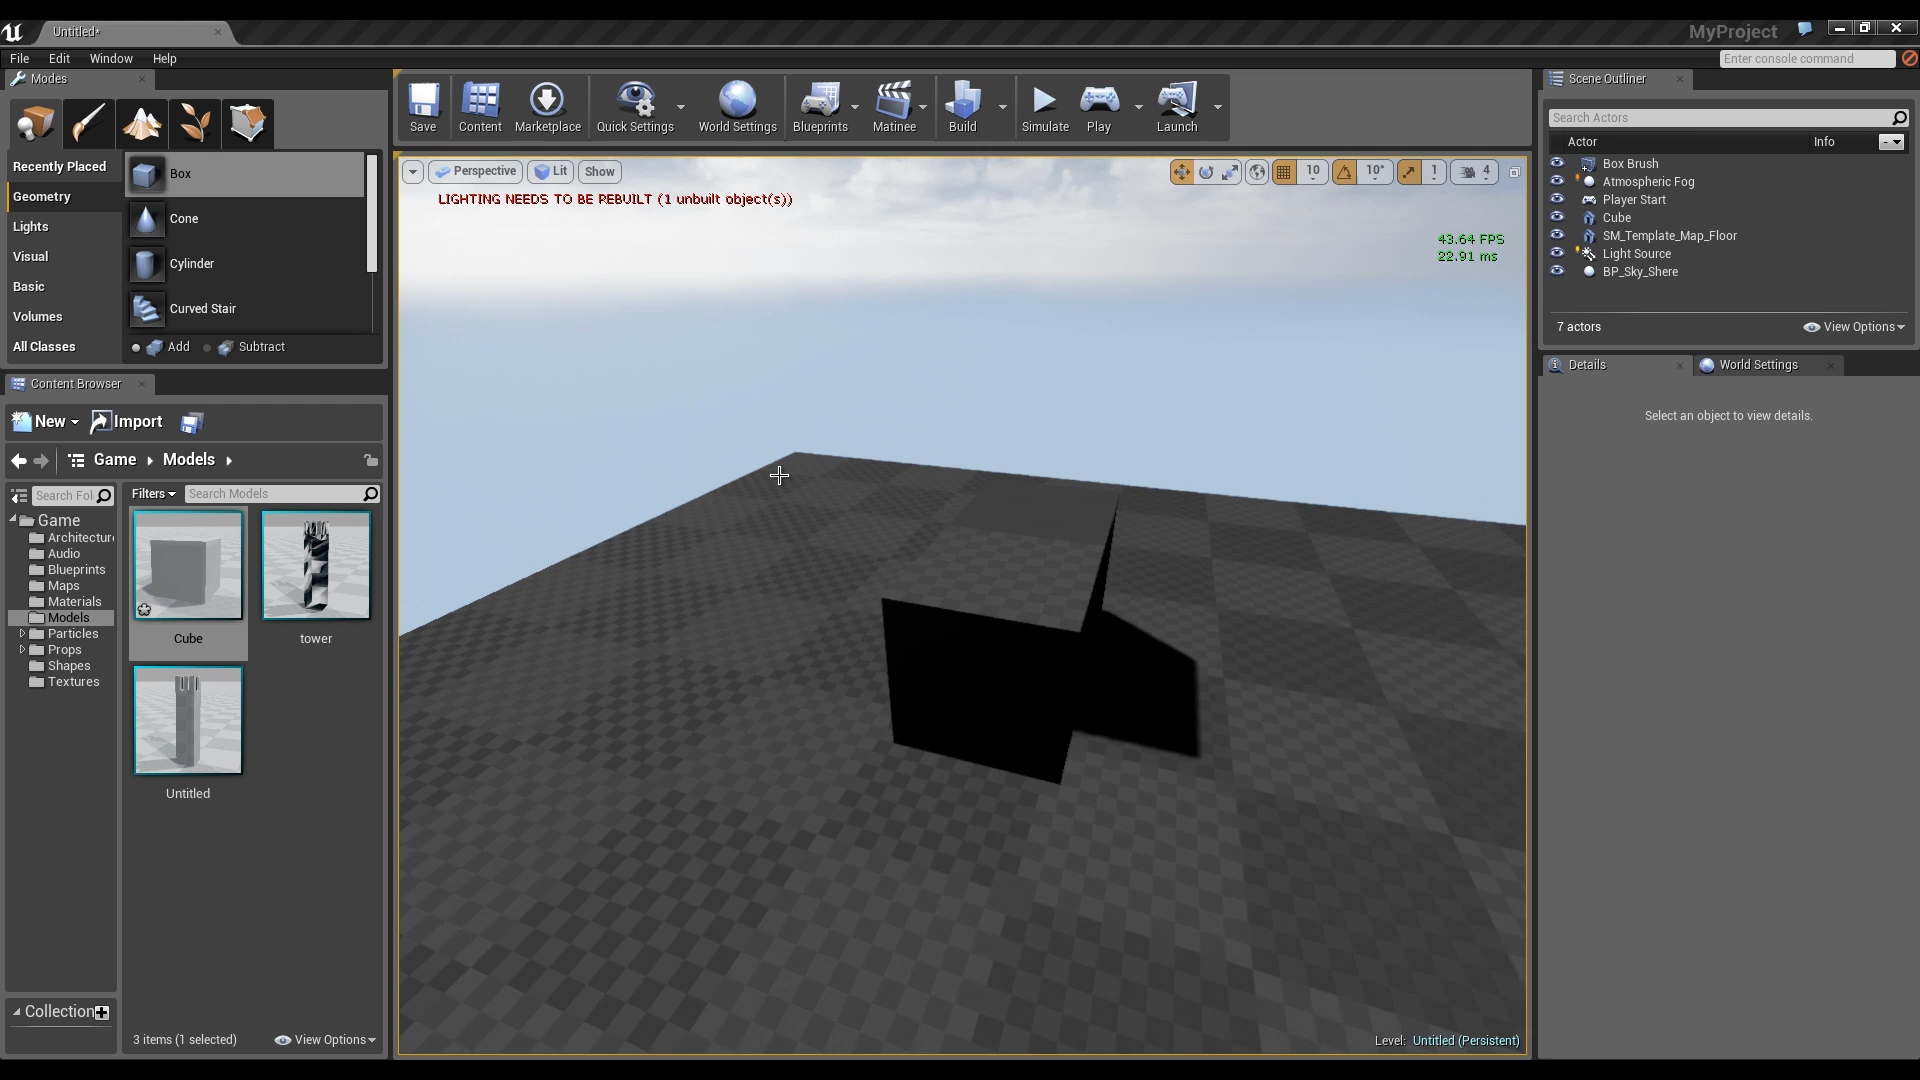 Untitled*
MyProject
File Edit Window Help
Enter console command
Modes
Save Content Marketplace Quick Settings World Settings Blueprints Matinee Build Simulate Play Launch
Recently Placed
Geometry
Lights
Visual
Basic
Volumes
All Classes
Box
Cone
Cylinder
Curved Stair
Add Subtract
Content Browser
New Import
Game Models
Search Fol
Filters Search Models
Game
Architectur
Audio
Blueprints
Maps
Materials
Models
Particles
Props
Shapes
Textures
Cube
tower
Untitled
Collection
3 items (1 selected) View Options
Perspective Lit Show
10 10° 1 4
LIGHTING NEEDS TO BE REBUILT (1 unbuilt object(s))
43.64 FPS
22.91 ms
Level: Untitled (Persistent)
Scene Outliner
Search Actors
Actor Info
Box Brush
Atmospheric Fog
Player Start
Cube
SM_Template_Map_Floor
Light Source
BP_Sky_Shere
7 actors View Options
Details World Settings
Select an object to view details.